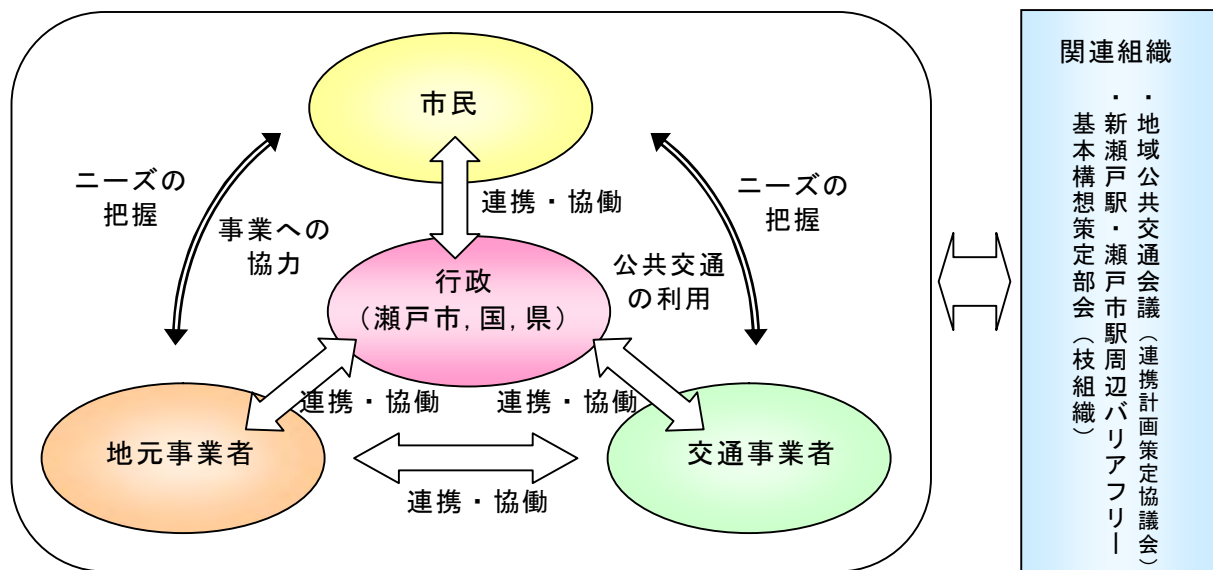 市民
ニーズの
把握
事業への
協力
連携・協働
ニーズの
把握
公共交通
の利用
行政
（瀬戸市,国,県）
連携・協働
連携・協働
地元事業者
交通事業者
連携・協働
関連組織
・地域公共交通会議（連携計画策定協議会）
・新瀬戸駅・瀬戸市駅周辺バリアフリー
基本構想策定部会（枝組織）